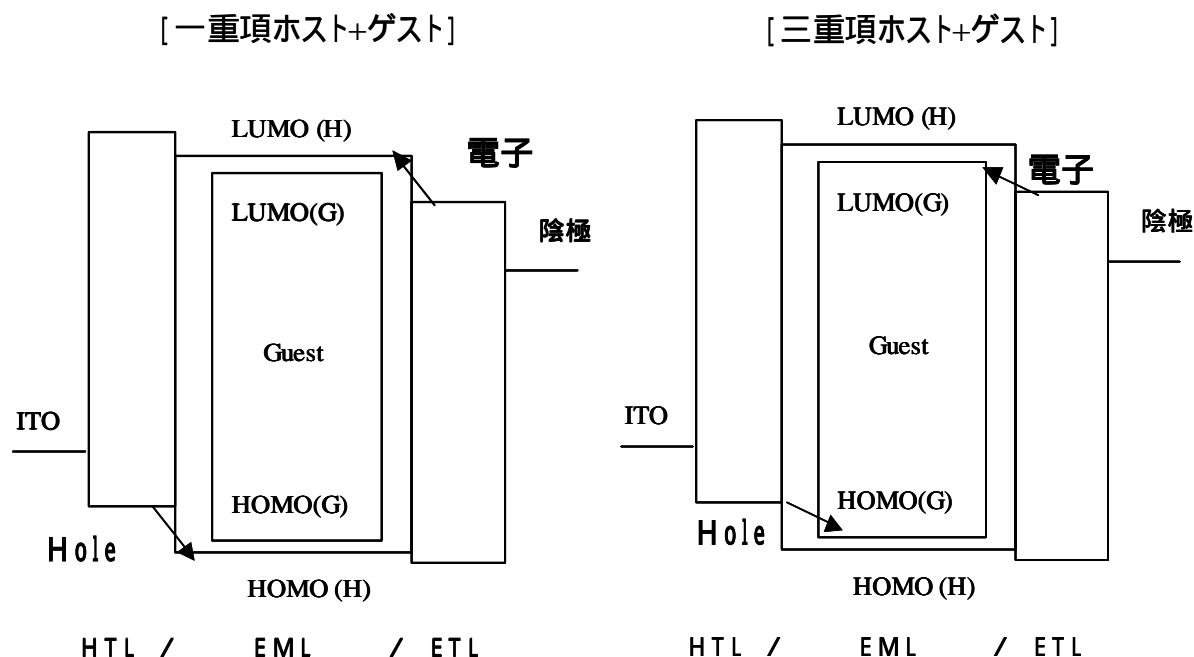 [一重項ホスト+ゲスト]
LUMO (H)
電子
LUMO(G)
陰極
Guest
ITO
HOMO(G)
Hole
HOMO (H)
HTL / EML / ETL
[三重項ホスト+ゲスト]
LUMO (H)
電子
LUMO(G)
陰極
Guest
ITO
HOMO(G)
Hole
HOMO (H)
HTL / EML / ETL